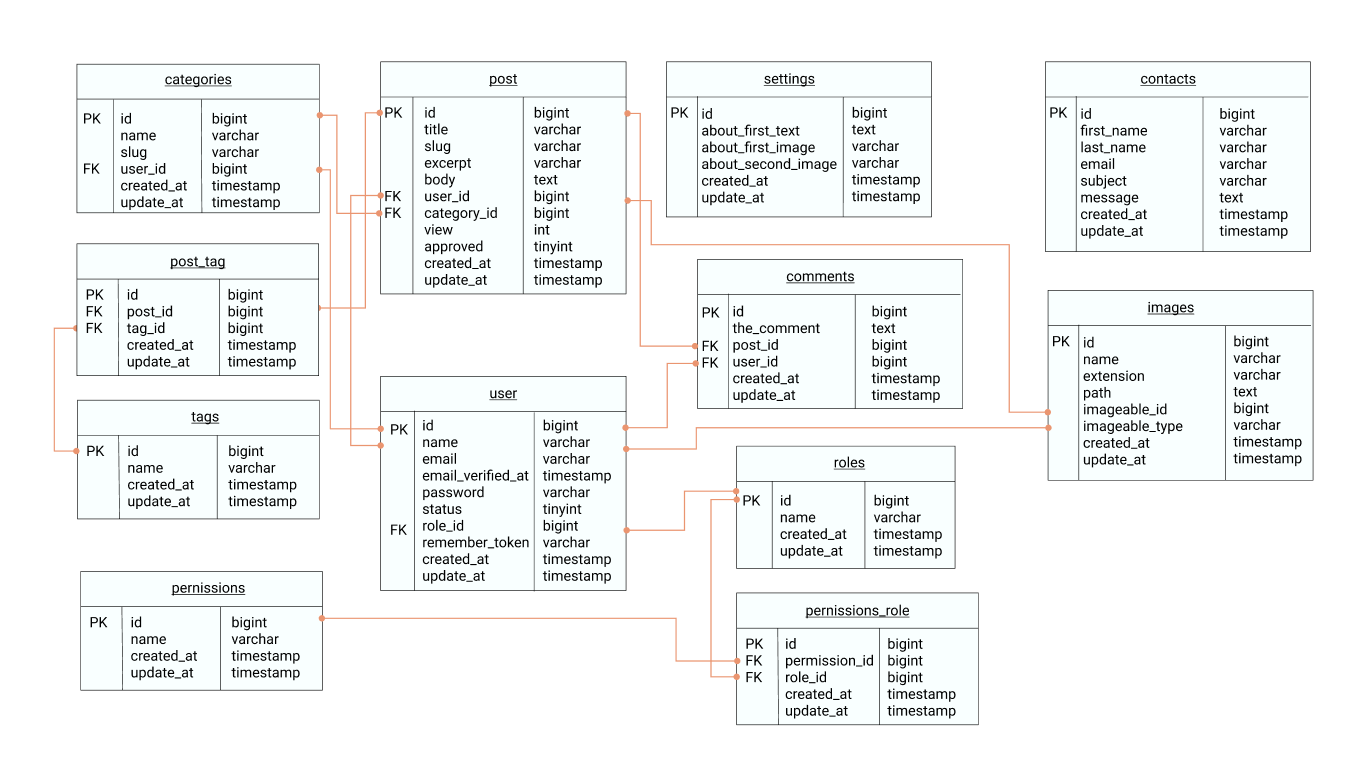 categories
PK id bigint
name varchar
slug varchar
FK user_id bigint
created_at timestamp
update_at timestamp
post
PK id bigint
title varchar
slug varchar
excerpt varchar
body text
FK user_id bigint
FK category_id bigint
view int
approved tinyint
created_at timestamp
update_at timestamp
settings
PK id bigint
about_first_text text
about_first_image varchar
about_second_image varchar
created_at timestamp
update_at timestamp
contacts
PK id bigint
first_name varchar
last_name varchar
email varchar
subject varchar
message text
created_at timestamp
update_at timestamp
post_tag
PK id bigint
FK post_id bigint
FK tag_id bigint
created_at timestamp
update_at timestamp
comments
PK id bigint
the_comment text
FK post_id bigint
FK user_id bigint
created_at timestamp
update_at timestamp
images
PK id bigint
name varchar
extension varchar
path text
imageable_id bigint
imageable_type varchar
created_at timestamp
update_at timestamp
tags
PK id bigint
name varchar
created_at timestamp
update_at timestamp
user
PK id bigint
name varchar
email varchar
email_verified_at timestamp
password varchar
status tinyint
FK role_id bigint
remember_token varchar
created_at timestamp
update_at timestamp
roles
PK id bigint
name varchar
created_at timestamp
update_at timestamp
pernissions
PK id bigint
name varchar
created_at timestamp
update_at timestamp
pernissions_role
PK id bigint
FK permission_id bigint
FK role_id bigint
created_at timestamp
update_at timestamp